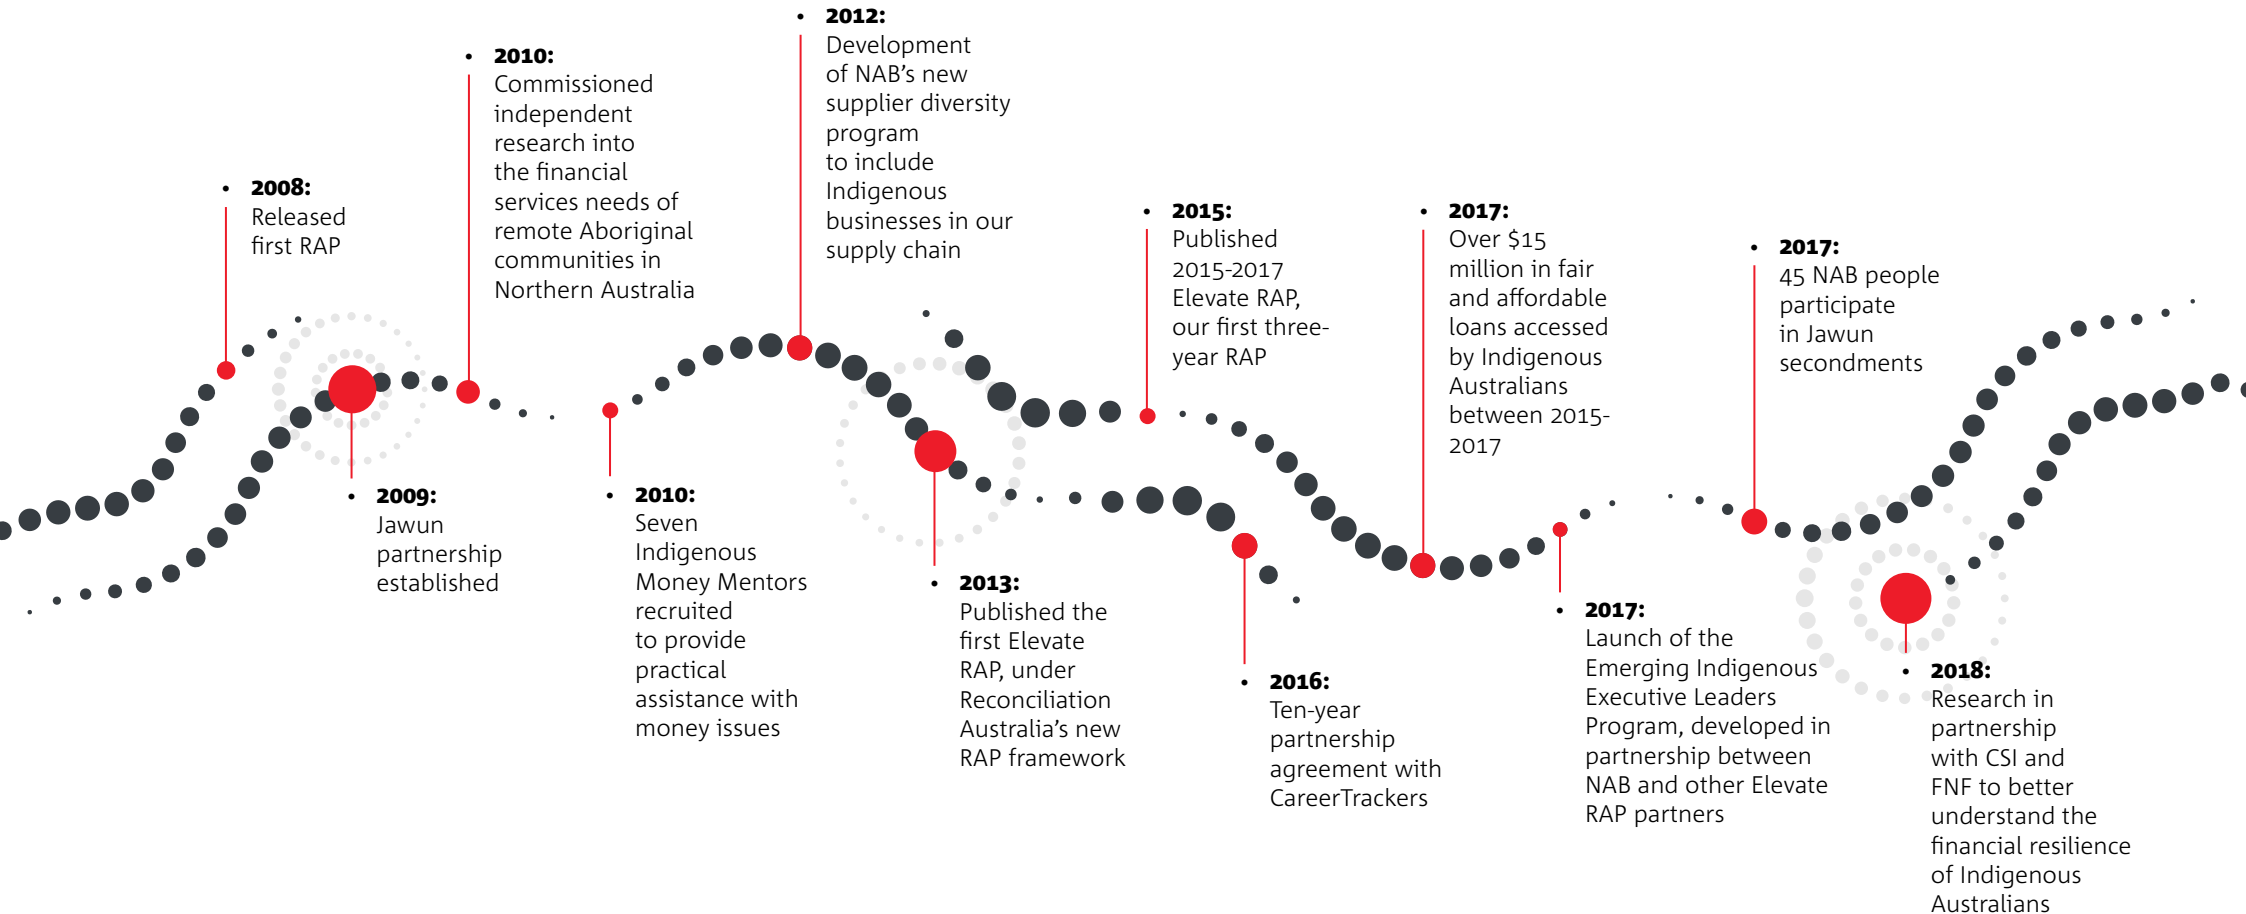 • 2008:
Released
first RAP
• 2009:
Jawun
partnership
established
• 2010:
Commissioned
independent
research into
the financial
services needs of
remote Aboriginal
communities in
Northern Australia
• 2010:
Seven
Indigenous
Money Mentors
recruited
to provide
practical
assistance with
money issues
• 2012:
Development
of NAB’s new
supplier diversity
program
to include
Indigenous
businesses in our
supply chain
• 2013:
Published the
first Elevate
RAP, under
Reconciliation
Australia’s new
RAP framework
• 2015:
Published
2015-2017
Elevate RAP,
our first three-
year RAP
• 2016:
Ten-year
partnership
agreement with
CareerTrackers
• 2017:
Over $15
million in fair
and affordable
loans accessed
by Indigenous
Australians
between 2015-
2017
• 2017:
Launch of the
Emerging Indigenous
Executive Leaders
Program, developed in
partnership between
NAB and other Elevate
RAP partners
• 2017:
45 NAB people
participate
in Jawun
secondments
• 2018:
Research in
partnership
with CSI and
FNF to better
understand the
financial resilience
of Indigenous
Australians